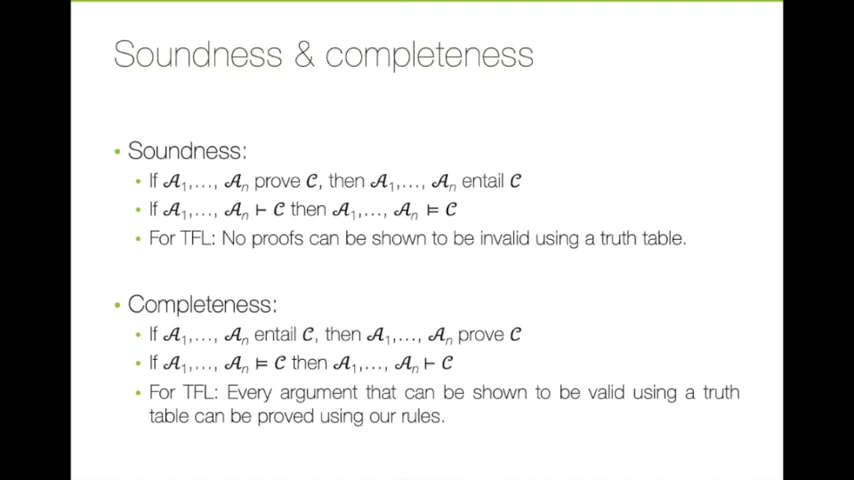 Soundness & completeness
• Soundness:
• If 𝓐₁,…, 𝓐ₙ prove 𝓒, then 𝓐₁,…, 𝓐ₙ entail 𝓒
• If 𝓐₁,…, 𝓐ₙ ⊢ 𝓒 then 𝓐₁,…, 𝓐ₙ ⊨ 𝓒
• For TFL: No proofs can be shown to be invalid using a truth table.
• Completeness:
• If 𝓐₁,…, 𝓐ₙ entail 𝓒, then 𝓐₁,…, 𝓐ₙ prove 𝓒
• If 𝓐₁,…, 𝓐ₙ ⊨ 𝓒 then 𝓐₁,…, 𝓐ₙ ⊢ 𝓒
• For TFL: Every argument that can be shown to be valid using a truth
table can be proved using our rules.